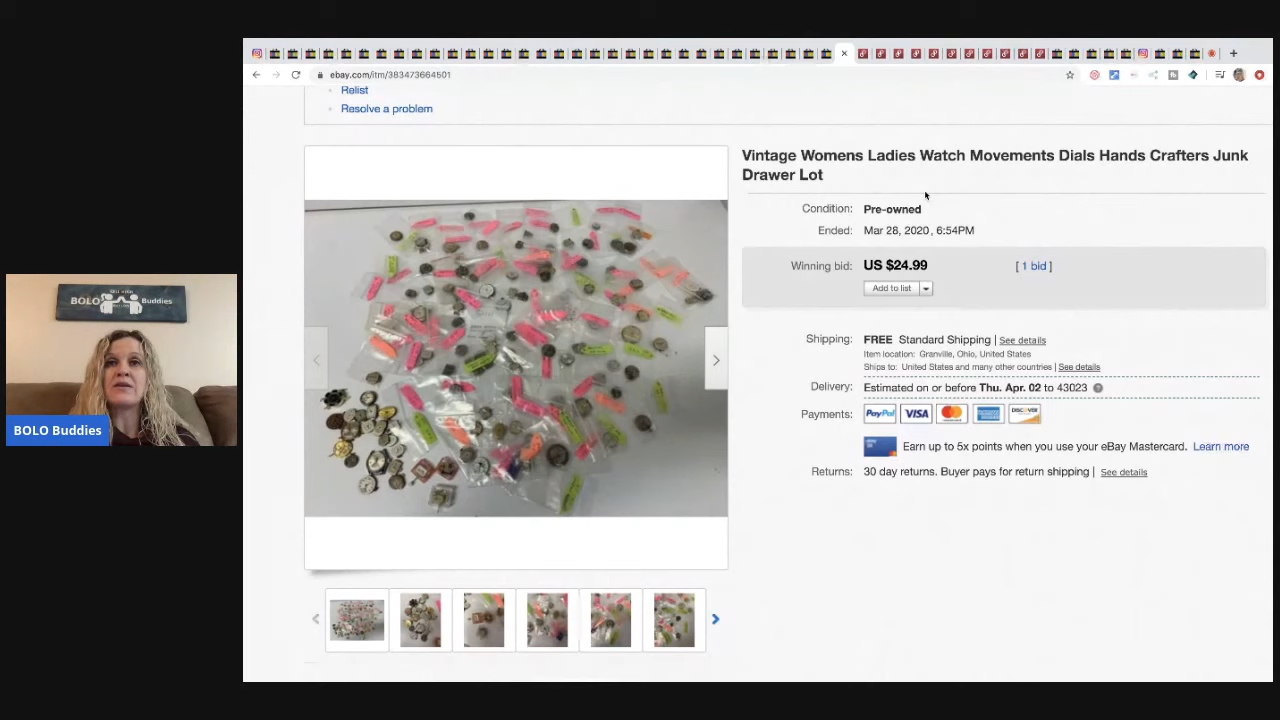 ebay.com/itm/383473664501
Relist
Resolve a problem
Vintage Womens Ladies Watch Movements Dials Hands Crafters Junk
Drawer Lot
Condition: Pre-owned
Ended: Mar 28, 2020 , 6:54PM
Winning bid: US $24.99 [ 1 bid ]
Add to list
Shipping: FREE Standard Shipping | See details
Item location: Granville, Ohio, United States
Ships to: United States and many other countries | See details
Delivery: Estimated on or before Thu. Apr. 02 to 43023
Payments: PayPal VISA DISCOVER
Earn up to 5x points when you use your eBay Mastercard. Learn more
Returns: 30 day returns. Buyer pays for return shipping | See details
BOLO Buddies
BOLO Buddies